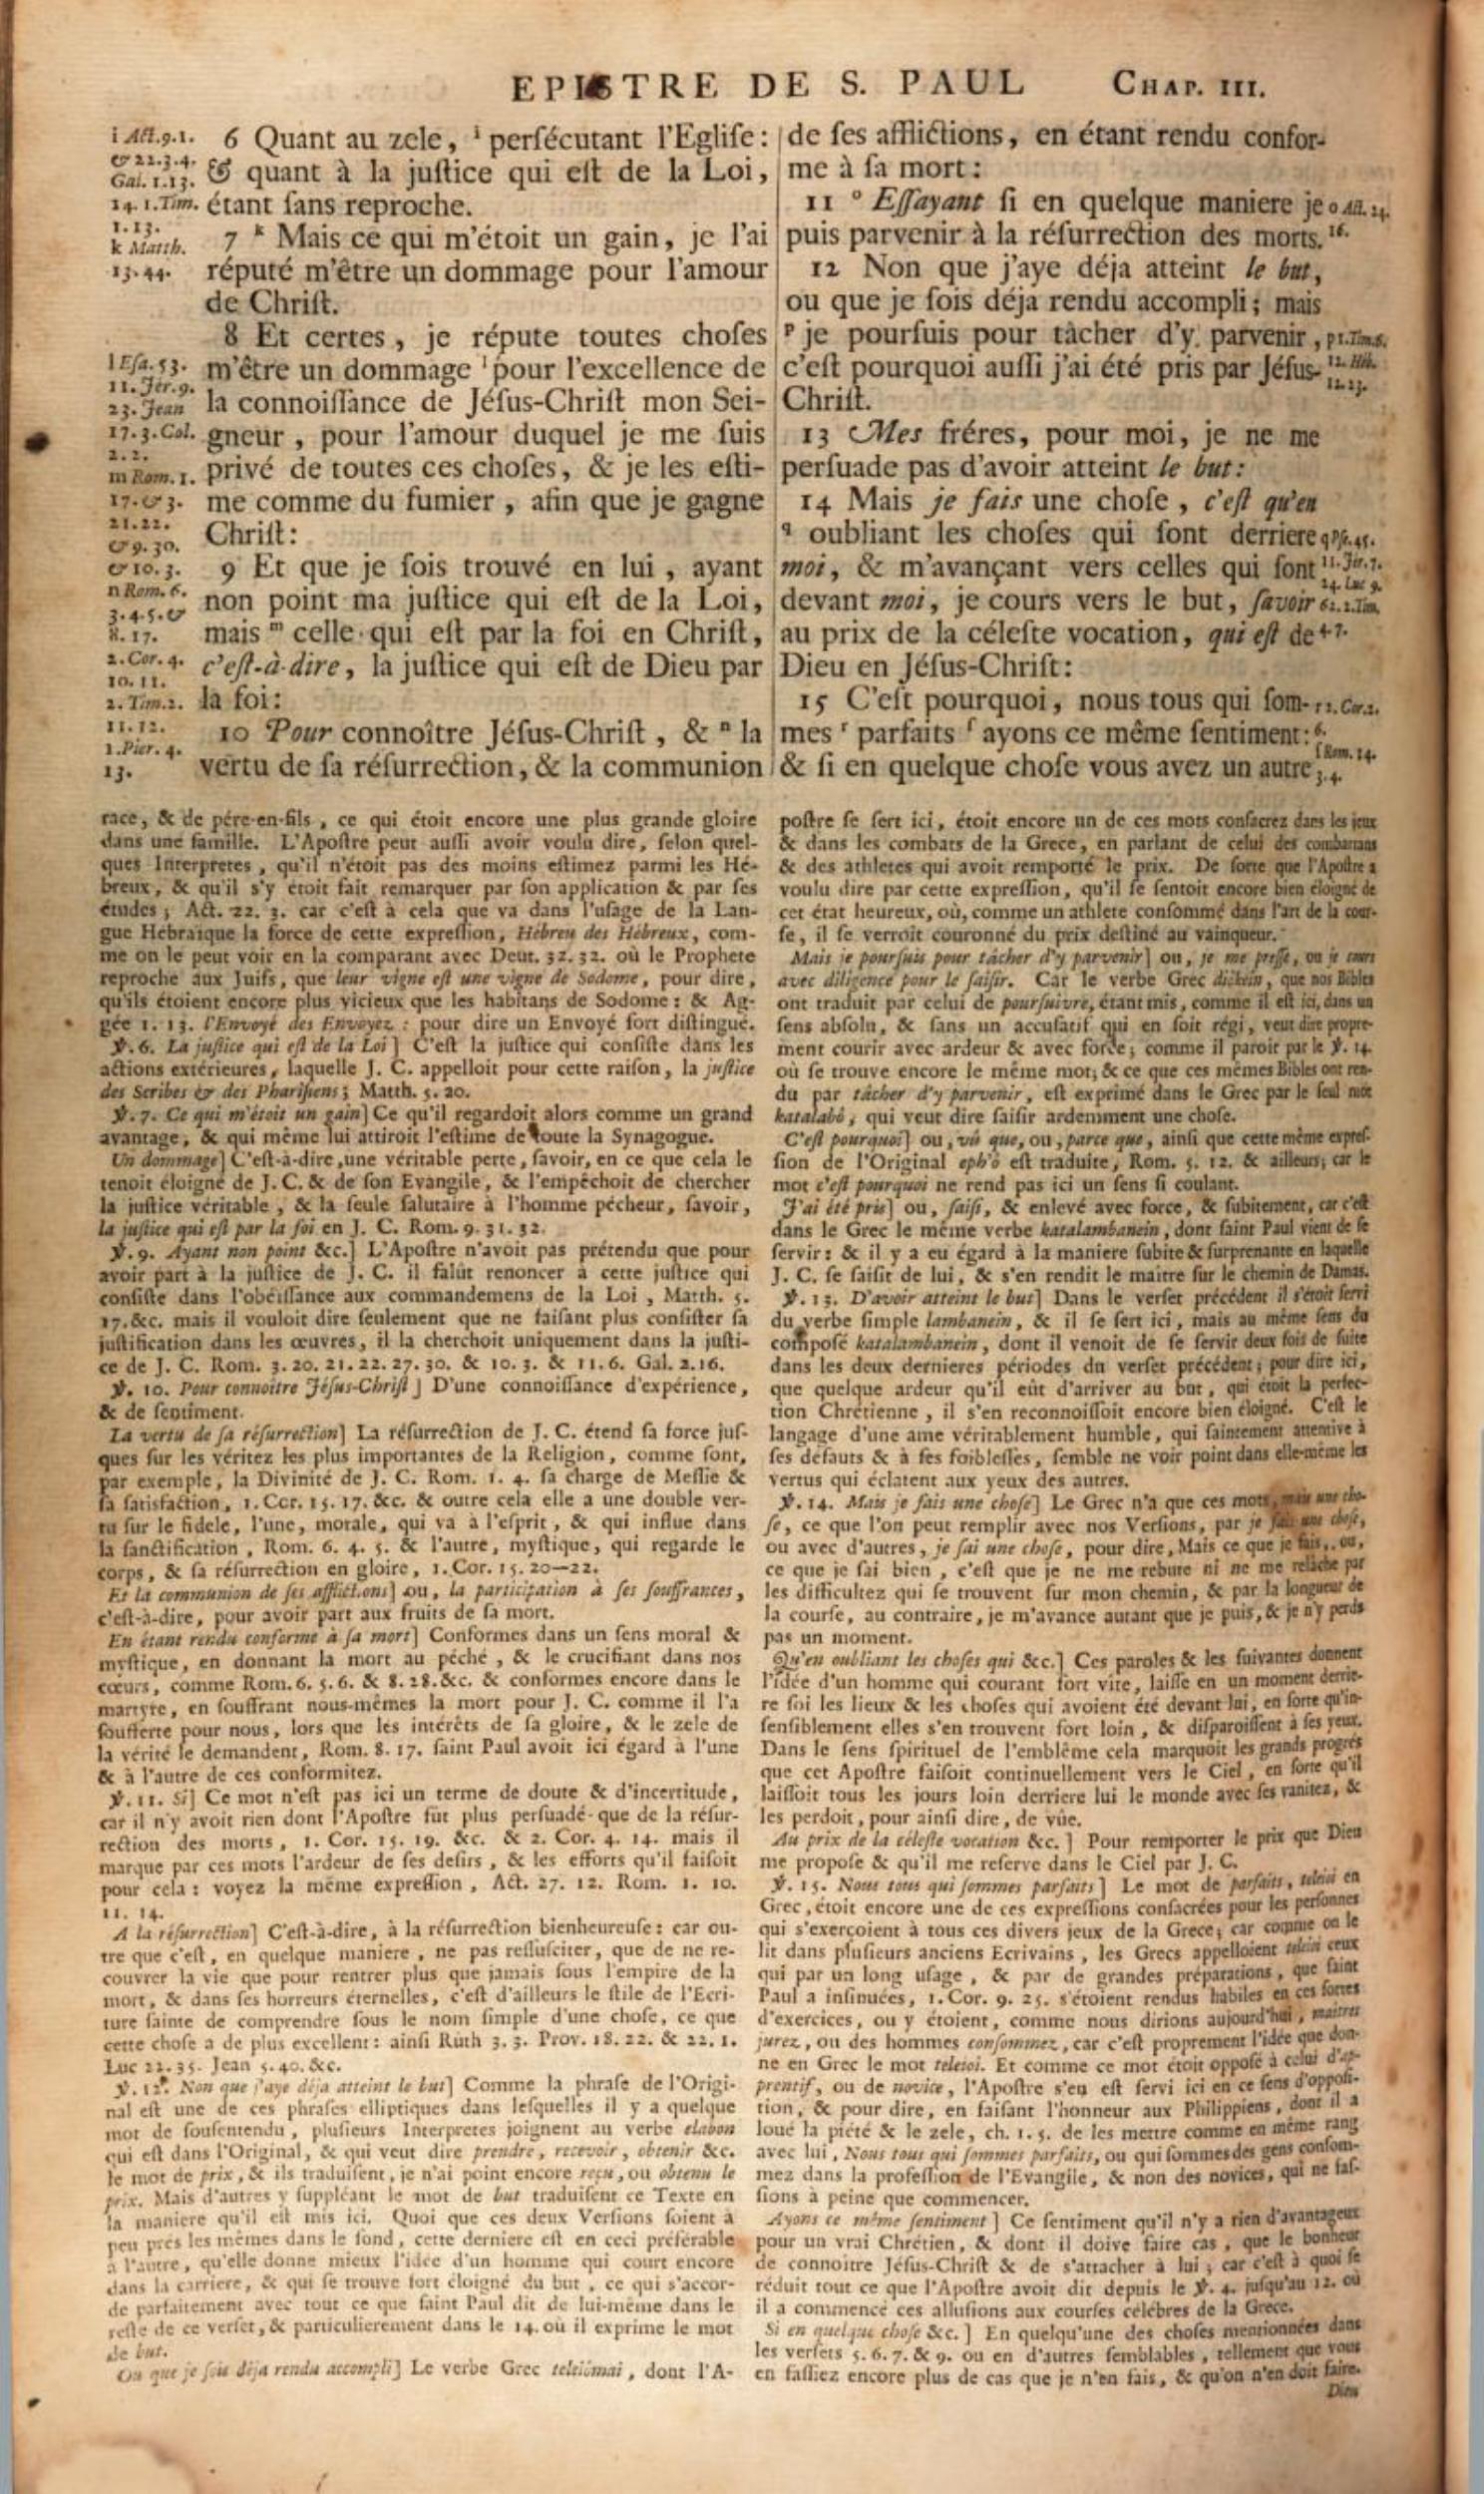 EPISTRE DE S. PAUL CHAP. III.
i Act. 9. 1.
& 22. 3. 4.
Gal. 1. 13.
14. 1. Tim.
1. 13.
k Matth.
13. 44.
l Esa. 53.
11. Jér. 9.
23. Jean
17. 3. Col.
2. 2.
m Rom. 1.
17. & 3.
21. 22.
& 9. 30.
& 10. 3.
n Rom. 6.
3. 4. 5. &
8. 17.
2. Cor. 4.
10. 11.
2. Tim. 2.
11. 12.
1. Pier. 4.
13.
6 Quant au zele, ⁱ perſécutant l'Egliſe:
& quant à la juſtice qui eſt de la Loi,
étant ſans reproche.
7 ᵏ Mais ce qui m'étoit un gain, je l'ai
réputé m'être un dommage pour l'amour
de Chriſt.
8 Et certes, je répute toutes choſes
m'être un dommage ˡ pour l'excellence de
la connoiſſance de Jéſus-Chriſt mon Sei-
gneur, pour l'amour duquel je me ſuis
privé de toutes ces choſes, & je les eſti-
me comme du fumier, afin que je gagne
Chriſt:
9 Et que je ſois trouvé en lui, ayant
non point ma juſtice qui eſt de la Loi,
mais ᵐ celle qui eſt par la foi en Chriſt,
c'eſt-à-dire, la juſtice qui eſt de Dieu par
la foi:
10 Pour connoître Jéſus-Chriſt, & ⁿ la
vertu de ſa réſurrection, & la communion
de ſes afflictions, en étant rendu confor-
me à ſa mort:
11 ᵒ Eſſayant ſi en quelque maniere je
puis parvenir à la réſurrection des morts.
12 Non que j'aye déja atteint le but,
ou que je ſois déja rendu accompli; mais
ᵖ je pourſuis pour tâcher d'y parvenir,
c'eſt pourquoi auſſi j'ai été pris par Jéſus-
Chriſt.
13 Mes fréres, pour moi, je ne me
perſuade pas d'avoir atteint le but:
14 Mais je fais une choſe, c'eſt qu'en
q oubliant les choſes qui ſont derriere
moi, & m'avançant vers celles qui ſont
devant moi, je cours vers le but, ſavoir
au prix de la céleſte vocation, qui eſt de
Dieu en Jéſus-Chriſt:
15 C'eſt pourquoi, nous tous qui ſom-
mes ʳ parfaits ſ ayons ce même ſentiment:
& ſi en quelque choſe vous avez un autre
o Act. 24.
16.
p 1. Tim. 6.
12. Héb.
12. 23.
q Pſe. 45.
11. Jér. 7.
24. Luc 9.
62. 2. Tim.
4. 7.
r 1. Cor. 2.
6.
ſ Rom. 14.
3. 4.
race, & de pére-en-fils, ce qui étoit encore une plus grande gloire
dans une famille. L'Apoſtre peut auſſi avoir voulu dire, ſelon quel-
ques Interpretes, qu'il n'étoit pas des moins eſtimez parmi les Hé-
breux, & qu'il s'y étoit fait remarquer par ſon application & par ſes
études; Act. 22. 3. car c'eſt à cela que va dans l'uſage de la Lan-
gue Hébraïque la force de cette expreſſion, Hébreu des Hébreux, com-
me on le peut voir en la comparant avec Deut. 32. 32. où le Prophete
reproche aux Juifs, que leur vigne eſt une vigne de Sodome, pour dire,
qu'ils étoient encore plus vicieux que les habitans de Sodome: & Ag-
gée 1. 13. l'Envoyé des Envoyez: pour dire un Envoyé fort diſtingué.
℣. 6. La juſtice qui eſt de la Loi] C'eſt la juſtice qui conſiſte dans les
actions extérieures, laquelle J. C. appelloit pour cette raiſon, la juſtice
des Scribes & des Phariſiens; Matth. 5. 20.
℣. 7. Ce qui m'étoit un gain] Ce qu'il regardoit alors comme un grand
avantage, & qui même lui attiroit l'eſtime de toute la Synagogue.
Un dommage] C'eſt-à-dire, une véritable perte, ſavoir, en ce que cela le
tenoit éloigné de J. C. & de ſon Evangile, & l'empêchoit de chercher
la juſtice véritable, & la ſeule ſalutaire à l'homme pécheur, ſavoir,
la juſtice qui eſt par la foi en J. C. Rom. 9. 31. 32.
℣. 9. Ayant non point &c.] L'Apoſtre n'avoit pas prétendu que pour
avoir part à la juſtice de J. C. il falût renoncer à cette juſtice qui
conſiſte dans l'obéïſſance aux commandemens de la Loi, Matth. 5.
17. &c. mais il vouloit dire ſeulement que ne faiſant plus conſiſter ſa
juſtification dans les œuvres, il la cherchoit uniquement dans la juſti-
ce de J. C. Rom. 3. 20. 21. 22. 27. 30. & 10. 3. & 11. 6. Gal. 2. 16.
℣. 10. Pour connoître Jéſus-Chriſt] D'une connoiſſance d'expérience,
& de ſentiment.
La vertu de ſa réſurrection] La réſurrection de J. C. étend ſa force juſ-
ques ſur les véritez les plus importantes de la Religion, comme ſont,
par exemple, la Divinité de J. C. Rom. 1. 4. ſa charge de Meſſie &
ſa ſatisfaction, 1. Cor. 15. 17. &c. & outre cela elle a une double ver-
tu ſur le fidele, l'une, morale, qui va à l'eſprit, & qui influe dans
la ſanctification, Rom. 6. 4. 5. & l'autre, myſtique, qui regarde le
corps, & ſa réſurrection en gloire, 1. Cor. 15. 20—22.
Et la communion de ſes afflictions] ou, la participation à ſes ſouffrances,
c'eſt-à-dire, pour avoir part aux fruits de ſa mort.
En étant rendu conforme à ſa mort] Conformes dans un ſens moral &
myſtique, en donnant la mort au péché, & le crucifiant dans nos
cœurs, comme Rom. 6. 5. 6. & 8. 28. &c. & conformes encore dans le
martyre, en ſouffrant nous-mêmes la mort pour J. C. comme il l'a
ſoufferte pour nous, lors que les intérêts de ſa gloire, & le zele de
la vérité le demandent, Rom. 8. 17. ſaint Paul avoit ici égard à l'une
& à l'autre de ces conformitez.
℣. 11. Si] Ce mot n'eſt pas ici un terme de doute & d'incertitude,
car il n'y avoit rien dont l'Apoſtre fût plus perſuadé que de la réſur-
rection des morts, 1. Cor. 15. 19. &c. & 2. Cor. 4. 14. mais il
marque par ces mots l'ardeur de ſes deſirs, & les efforts qu'il faiſoit
pour cela: voyez la même expreſſion, Act. 27. 12. Rom. 1. 10.
11. 14.
A la réſurrection] C'eſt-à-dire, à la réſurrection bienheureuſe: car ou-
tre que c'eſt, en quelque maniere, ne pas reſſuſciter, que de ne re-
couvrer la vie que pour rentrer plus que jamais ſous l'empire de la
mort, & dans ſes horreurs éternelles, c'eſt d'ailleurs le ſtile de l'Ecri-
ture ſainte de comprendre ſous le nom ſimple d'une choſe, ce que
cette choſe a de plus excellent: ainſi Ruth 3. 3. Prov. 18. 22. & 22. 1.
Luc 22. 35. Jean 5. 40. &c.
℣. 12. Non que j'aye déja atteint le but] Comme la phraſe de l'Origi-
nal eſt une de ces phraſes elliptiques dans leſquelles il y a quelque
mot de ſouſentendu, pluſieurs Interpretes joignent au verbe elabon
qui eſt dans l'Original, & qui veut dire prendre, recevoir, obtenir &c.
le mot de prix, & ils traduiſent, je n'ai point encore reçu, ou obtenu le
prix. Mais d'autres y ſuppléant le mot de but traduiſent ce Texte en
la maniere qu'il eſt mis ici. Quoi que ces deux Verſions ſoient à
peu près les mêmes dans le fond, cette derniere eſt en ceci préférable
à l'autre, qu'elle donne mieux l'idée d'un homme qui court encore
dans la carriere, & qui ſe trouve fort éloigné du but, ce qui s'accor-
de parfaitement avec tout ce que ſaint Paul dit de lui-même dans le
reſte de ce verſet, & particulierement dans le 14. où il exprime le mot
de but.
Ou que je ſois déja rendu accompli] Le verbe Grec teleiômai, dont l'A-
poſtre ſe ſert ici, étoit encore un de ces mots conſacrez dans les jeux
& dans les combats de la Grece, en parlant de celui des combattans
& des athletes qui avoit remporté le prix. De ſorte que l'Apoſtre a
voulu dire par cette expreſſion, qu'il ſe ſentoit encore bien éloigné de
cet état heureux, où, comme un athlete conſommé dans l'art de la cour-
ſe, il ſe verroit couronné du prix deſtiné au vainqueur.
Mais je pourſuis pour tâcher d'y parvenir] ou, je me preſſe, ou je cours
avec diligence pour le ſaiſir. Car le verbe Grec diôkein, que nos Bibles
ont traduit par celui de pourſuivre, étant mis, comme il eſt ici, dans un
ſens abſolu, & ſans un accuſatif qui en ſoit régi, veut dire propre-
ment courir avec ardeur & avec force; comme il paroit par le ℣. 14.
où ſe trouve encore le même mot; & ce que ces mêmes Bibles ont ren-
du par tâcher d'y parvenir, eſt exprimé dans le Grec par le ſeul mot
katalabô, qui veut dire ſaiſir ardemment une choſe.
C'eſt pourquoi] ou, vû que, ou, parce que, ainſi que cette même expreſ-
ſion de l'Original eph'ô eſt traduite, Rom. 5. 12. & ailleurs; car le
mot c'eſt pourquoi ne rend pas ici un ſens ſi coulant.
J'ai été pris] ou, ſaiſi, & enlevé avec force, & ſubitement, car c'eſt
dans le Grec le même verbe katalambanein, dont ſaint Paul vient de ſe
ſervir: & il y a eu égard à la maniere ſubite & ſurprenante en laquelle
J. C. ſe ſaiſit de lui, & s'en rendit le maitre ſur le chemin de Damas.
℣. 13. D'avoir atteint le but] Dans le verſet précédent il s'étoit ſervi
du verbe ſimple lambanein, & il ſe ſert ici, mais au même ſens du
compoſé katalambanein, dont il venoit de ſe ſervir deux fois de ſuite
dans les deux dernieres périodes du verſet précédent; pour dire ici,
que quelque ardeur qu'il eût d'arriver au but, qui étoit la perfec-
tion Chrétienne, il s'en reconnoiſſoit encore bien éloigné. C'eſt le
langage d'une ame véritablement humble, qui ſaintement attentive à
ſes défauts & à ſes foibleſſes, ſemble ne voir point dans elle-même les
vertus qui éclatent aux yeux des autres.
℣. 14. Mais je fais une choſe] Le Grec n'a que ces mots, mais une cho-
ſe, ce que l'on peut remplir avec nos Verſions, par je fais une choſe,
ou avec d'autres, je ſai une choſe, pour dire, Mais ce que je fais, ou,
ce que je ſai bien, c'eſt que je ne me rebute ni ne me relâche par
les difficultez qui ſe trouvent ſur mon chemin, & par la longueur de
la courſe, au contraire, je m'avance autant que je puis, & je n'y perds
pas un moment.
Qu'en oubliant les choſes qui &c.] Ces paroles & les ſuivantes donnent
l'idée d'un homme qui courant fort vite, laiſſe en un moment derrie-
re ſoi les lieux & les choſes qui avoient été devant lui, en ſorte qu'in-
ſenſiblement elles s'en trouvent fort loin, & diſparoiſſent à ſes yeux.
Dans le ſens ſpirituel de l'emblême cela marquoit les grands progrès
que cet Apoſtre faiſoit continuellement vers le Ciel, en ſorte qu'il
laiſſoit tous les jours loin derriere lui le monde avec ſes vanitez, &
les perdoit, pour ainſi dire, de vûe.
Au prix de la céleſte vocation &c.] Pour remporter le prix que Dieu
me propoſe & qu'il me reſerve dans le Ciel par J. C.
℣. 15. Nous tous qui ſommes parfaits] Le mot de parfaits, teleioi en
Grec, étoit encore une de ces expreſſions conſacrées pour les perſonnes
qui s'exerçoient à tous ces divers jeux de la Grece; car comme on le
lit dans pluſieurs anciens Ecrivains, les Grecs appelloient teleioi ceux
qui par un long uſage, & par de grandes préparations, que ſaint
Paul a inſinuées, 1. Cor. 9. 25. s'étoient rendus habiles en ces ſortes
d'exercices, ou y étoient, comme nous dirions aujourd'hui, maitres
jurez, ou des hommes conſommez, car c'eſt proprement l'idée que don-
ne en Grec le mot teleioi. Et comme ce mot étoit oppoſé à celui d'ap-
prentif, ou de novice, l'Apoſtre s'en eſt ſervi ici en ce ſens d'oppoſi-
tion, & pour dire, en faiſant l'honneur aux Philippiens, dont il a
loué la piété & le zele, ch. 1. 5. de les mettre comme en même rang
avec lui, Nous tous qui ſommes parfaits, ou qui ſommes des gens conſom-
mez dans la profeſſion de l'Evangile, & non des novices, qui ne faſ-
ſions à peine que commencer.
Ayons ce même ſentiment] Ce ſentiment qu'il n'y a rien d'avantageux
pour un vrai Chrétien, & dont il doive faire cas, que le bonheur
de connoitre Jéſus-Chriſt & de s'attacher à lui; car c'eſt à quoi ſe
réduit tout ce que l'Apoſtre avoit dit depuis le ℣. 4. juſqu'au 12. où
il a commencé ces alluſions aux courſes célébres de la Grece.
Si en quelque choſe &c.] En quelqu'une des choſes mentionnées dans
les verſets 5. 6. 7. & 9. ou en d'autres ſemblables, tellement que vous
en faſſiez encore plus de cas que je n'en fais, & qu'on n'en doit faire.
Dieu